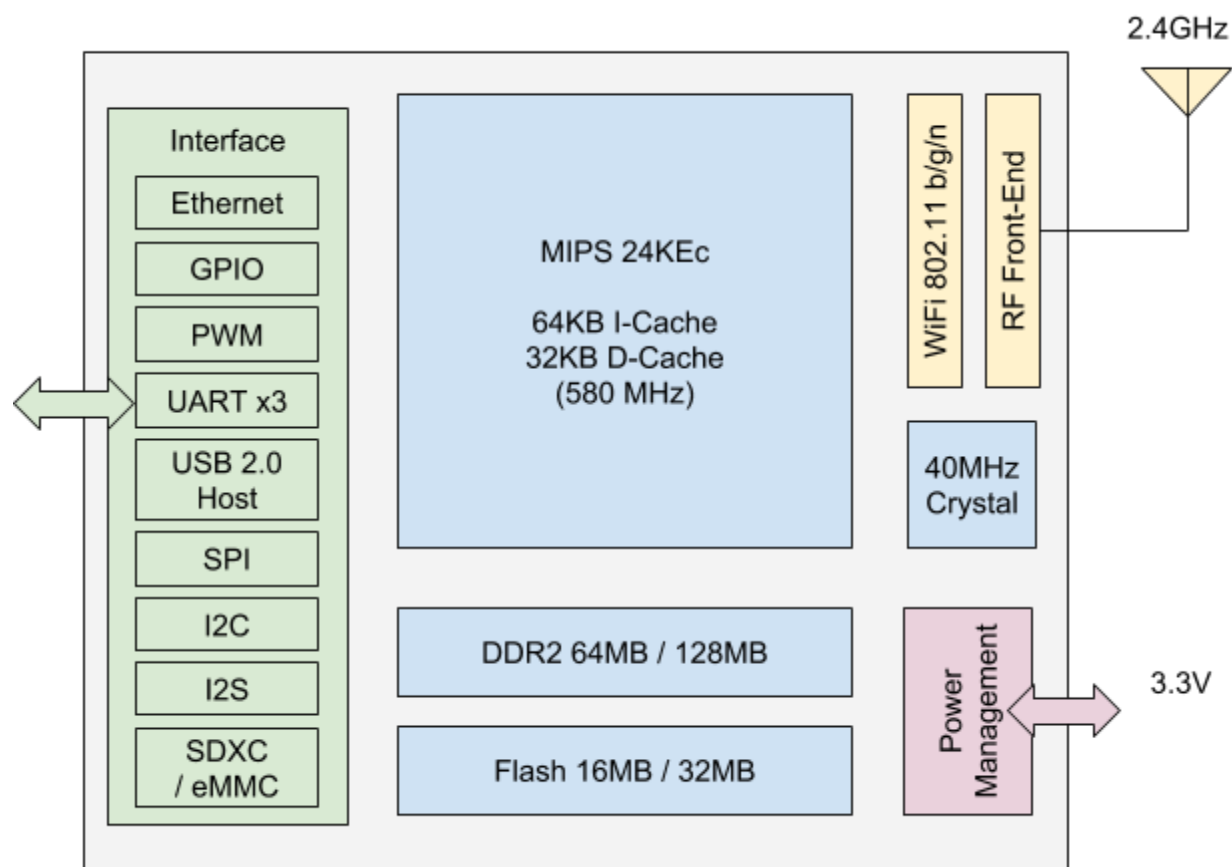 2.4GHz
Interface
Ethernet
GPIO
PWM
UART x3
USB 2.0
Host
SPI
I2C
I2S
SDXC
/ eMMC
MIPS 24KEc
64KB I-Cache
32KB D-Cache
(580 MHz)
DDR2 64MB / 128MB
Flash 16MB / 32MB
WiFi 802.11 b/g/n
RF Front-End
40MHz
Crystal
Power
Management
3.3V